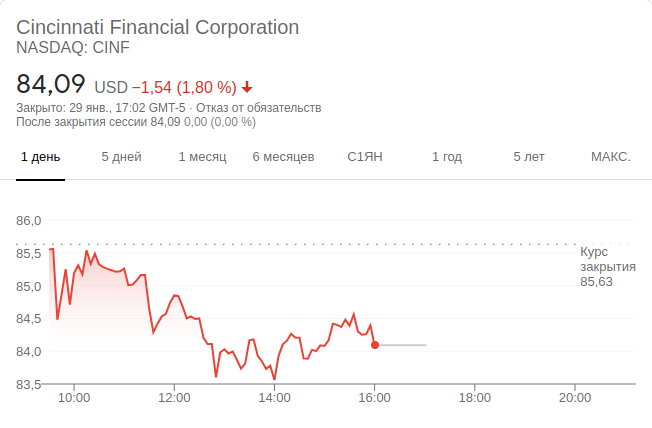 Cincinnati Financial Corporation
NASDAQ: CINF
84,09 USD −1,54 (1,80 %)
Закрыто: 29 янв., 17:02 GMT-5 · Отказ от обязательств
После закрытия сессии 84,09 0,00 (0,00 %)
1 день 5 дней 1 месяц 6 месяцев С1ЯН 1 год 5 лет МАКС.
86,0
85,5
85,0
84,5
84,0
83,5
Курс
закрытия
85,63
10:00 12:00 14:00 16:00 18:00 20:00